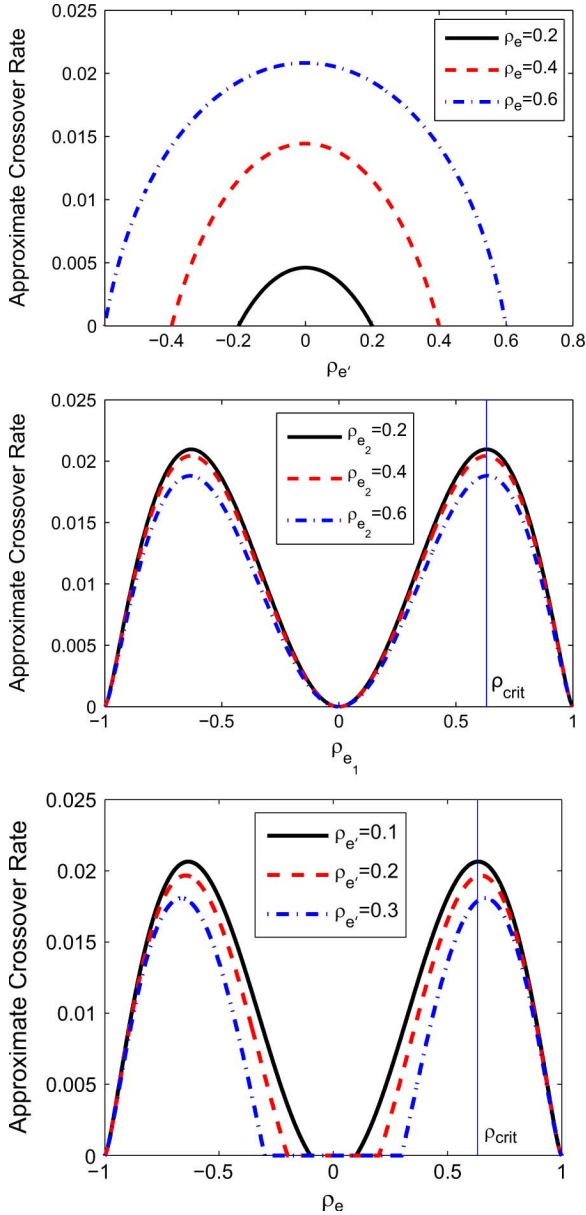 Approximate Crossover Rate
0.025
0.02
0.015
0.01
0.005
0
ρe=0.2
ρe=0.4
ρe=0.6
−0.4 −0.2 0 0.2 0.4 0.6 0.8
ρe′
Approximate Crossover Rate
0.025
0.02
0.015
0.01
0.005
0
ρe2=0.2
ρe2=0.4
ρe2=0.6
ρcrit
−1 −0.5 0 0.5 1
ρe1
Approximate Crossover Rate
0.025
0.02
0.015
0.01
0.005
0
ρe′=0.1
ρe′=0.2
ρe′=0.3
ρcrit
−1 −0.5 0 0.5 1
ρe